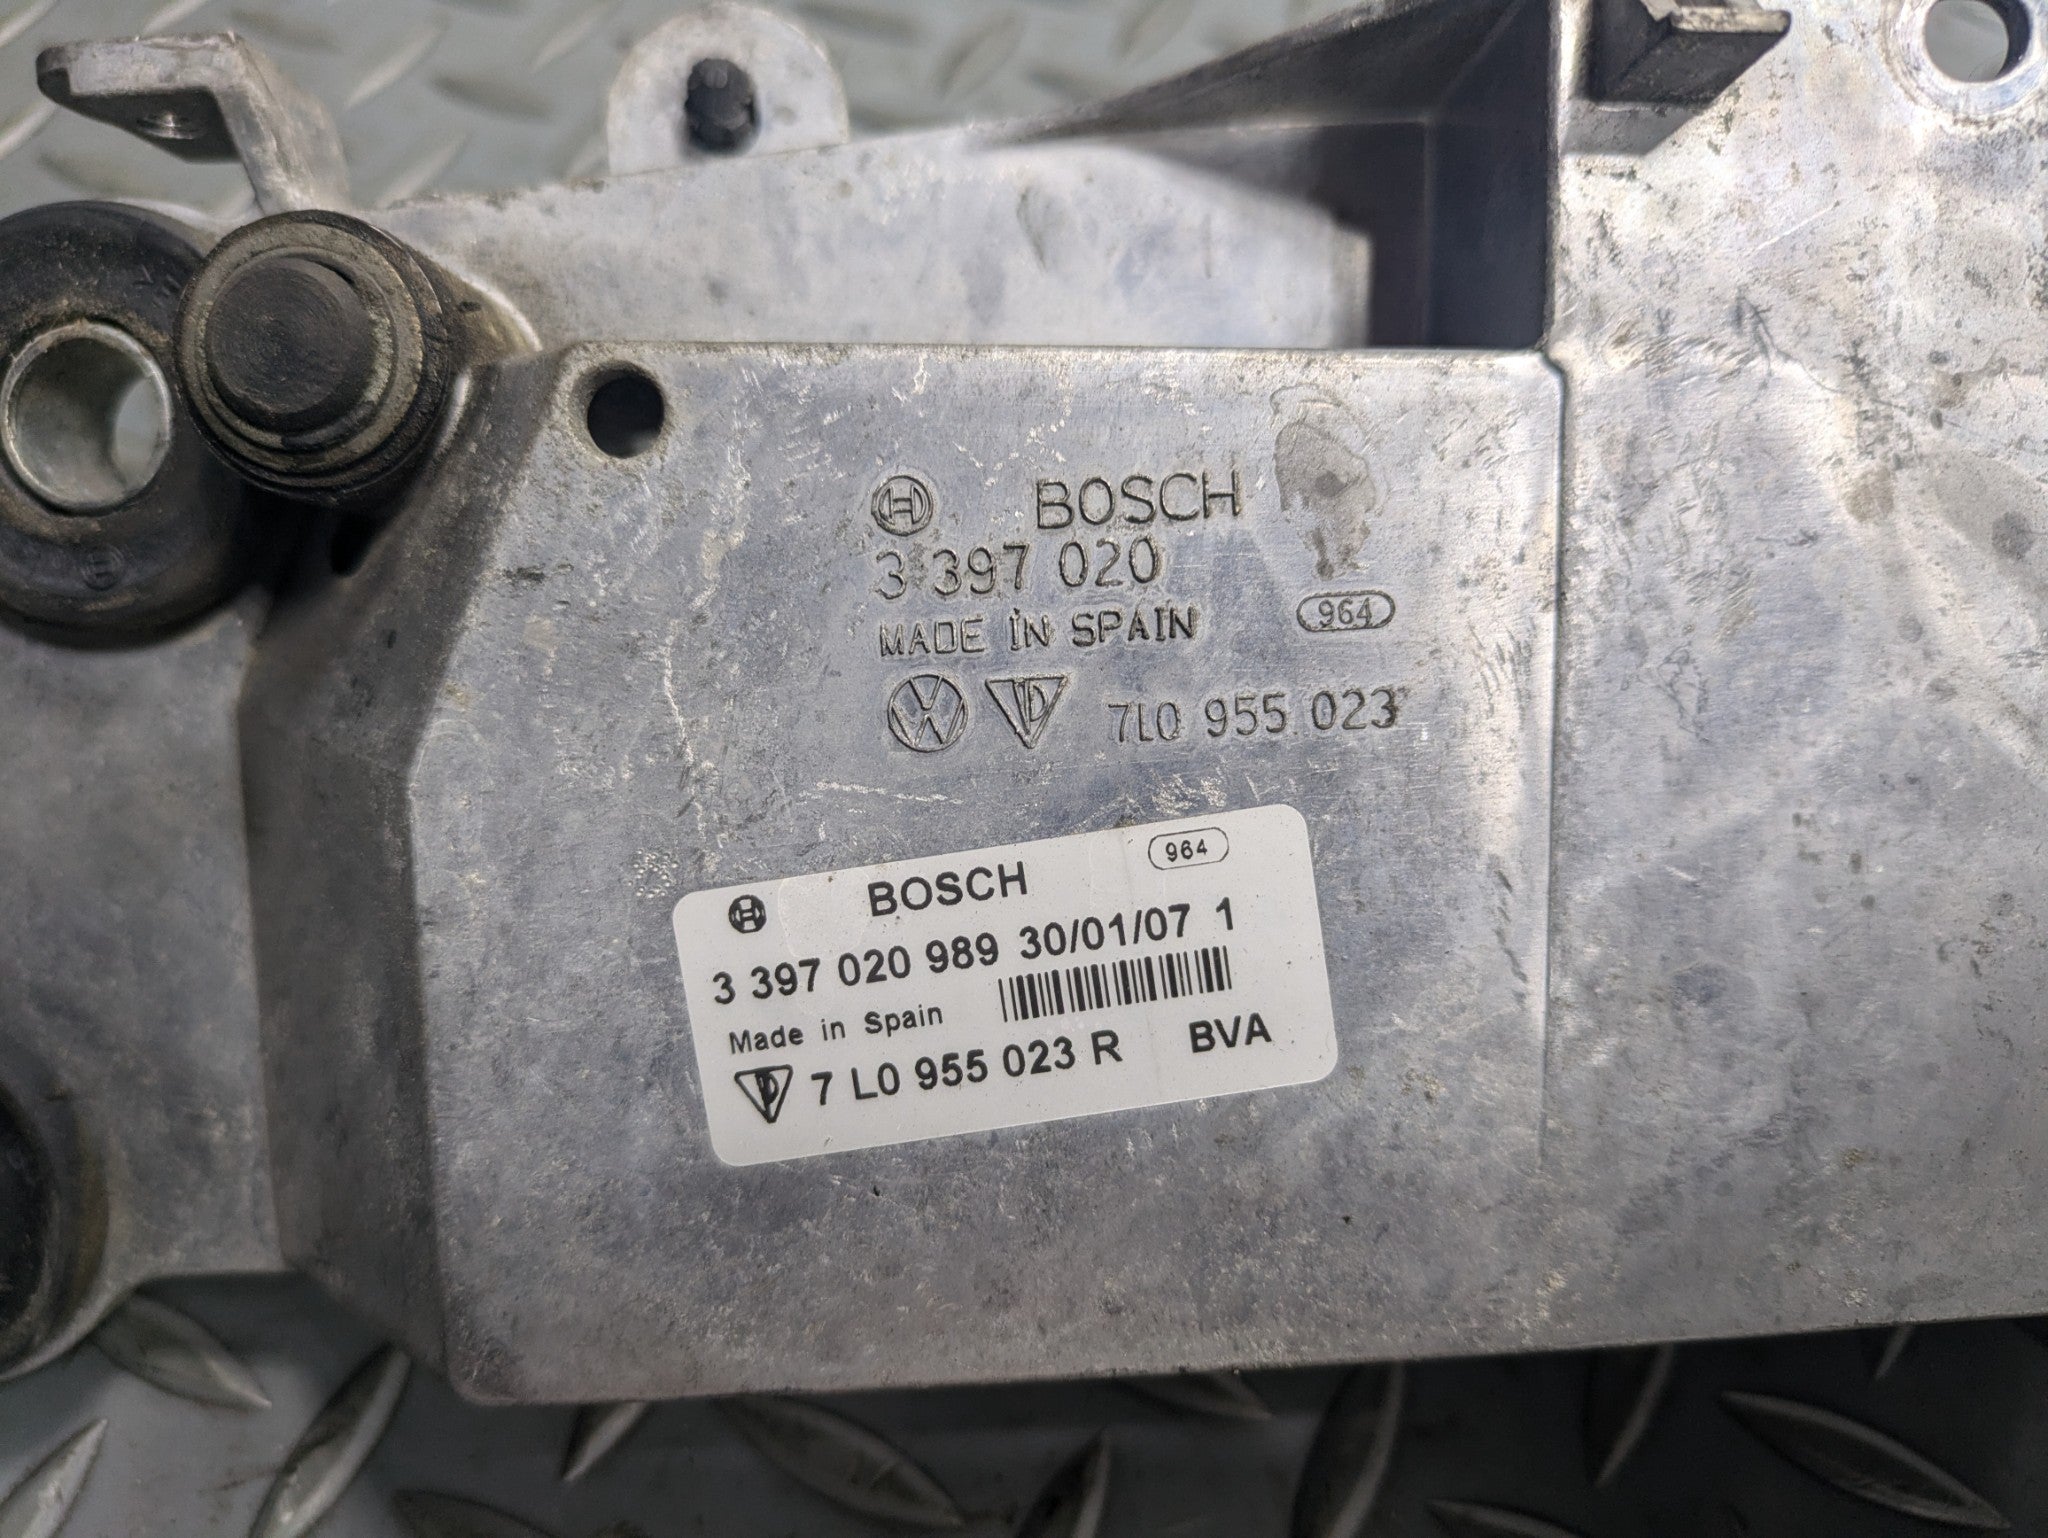 BOSCH
3 397 020
MADE IN SPAIN 964
7L0 955 023
BOSCH 964
3 397 020 989 30/01/07 1
Made in Spain
7 L0 955 023 R BVA